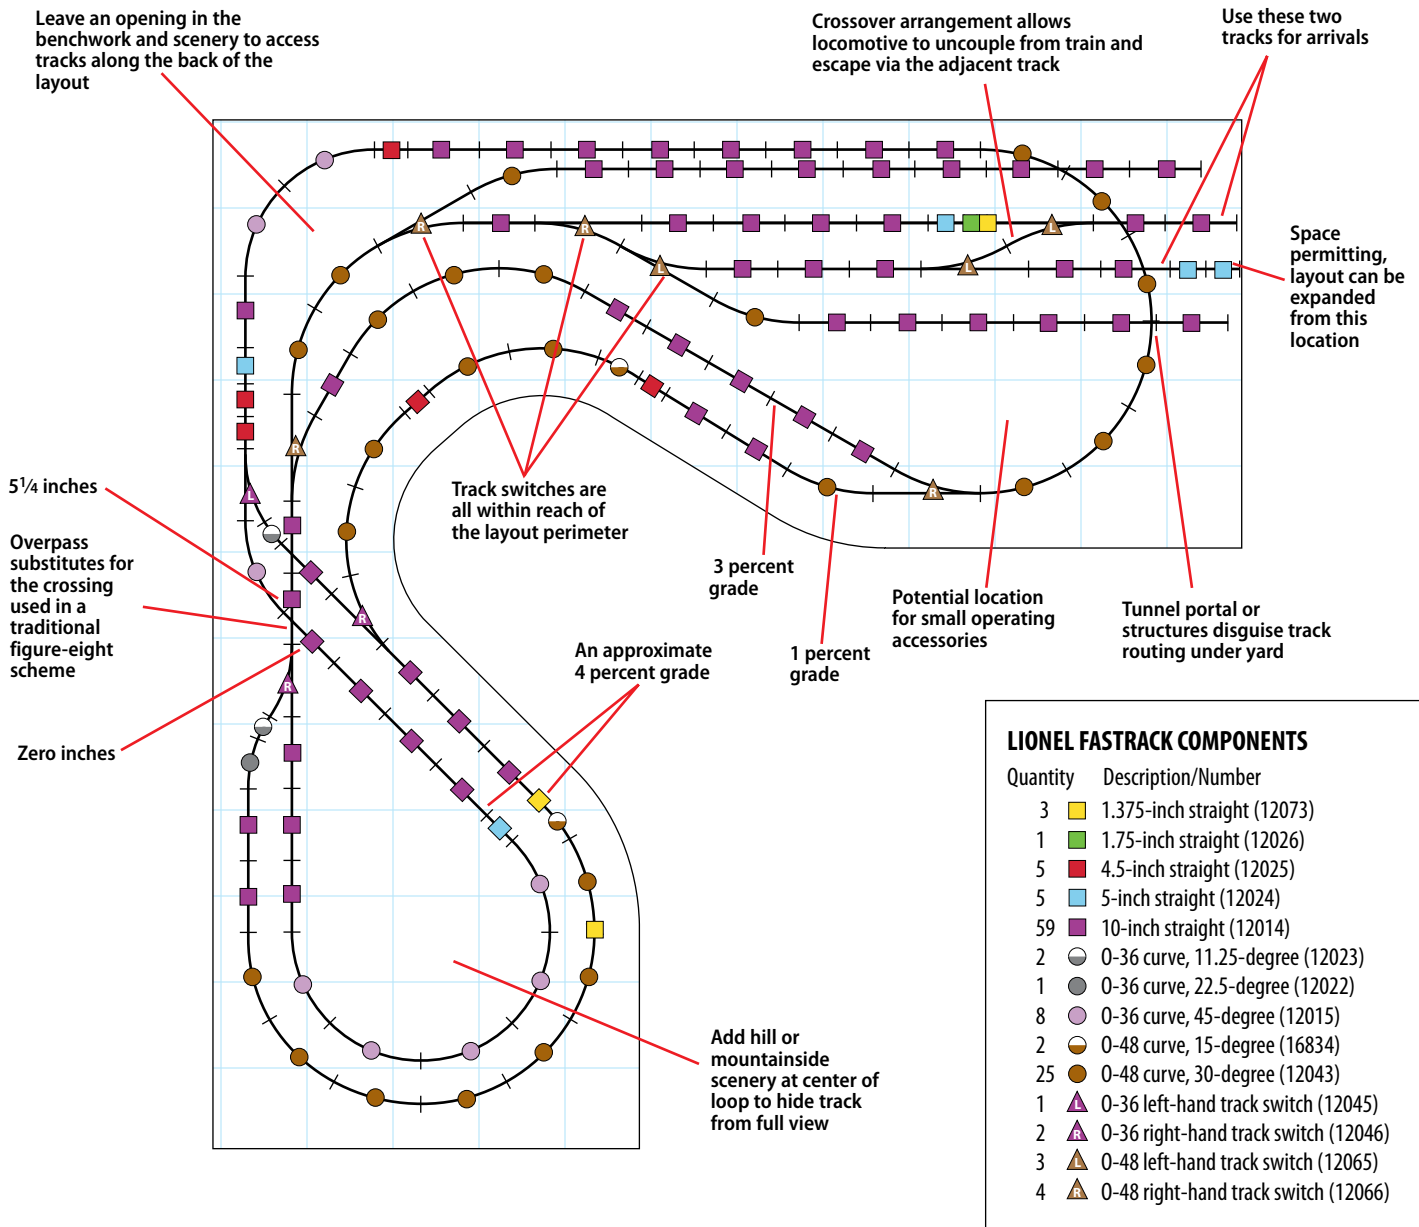 Leave an opening in the
benchwork and scenery to access
tracks along the back of the
layout
Crossover arrangement allows
locomotive to uncouple from train and
escape via the adjacent track
Use these two
tracks for arrivals
Space
permitting,
layout can be
expanded
from this
location
R
R
L
L
L
R
R
L
R
R
5 1/4 inches
Overpass
substitutes for
the crossing
used in a
traditional
figure-eight
scheme
Zero inches
Track switches are
all within reach of
the layout perimeter
3 percent
grade
1 percent
grade
An approximate
4 percent grade
Potential location
for small operating
accessories
Tunnel portal or
structures disguise track
routing under yard
Add hill or
mountainside
scenery at center of
loop to hide track
from full view
LIONEL FASTRACK COMPONENTS
Quantity Description/Number
3 1.375-inch straight (12073)
1 1.75-inch straight (12026)
5 4.5-inch straight (12025)
5 5-inch straight (12024)
59 10-inch straight (12014)
2 O-36 curve, 11.25-degree (12023)
1 O-36 curve, 22.5-degree (12022)
8 O-36 curve, 45-degree (12015)
2 O-48 curve, 15-degree (16834)
25 O-48 curve, 30-degree (12043)
1 L O-36 left-hand track switch (12045)
2 R O-36 right-hand track switch (12046)
3 L O-48 left-hand track switch (12065)
4 R O-48 right-hand track switch (12066)